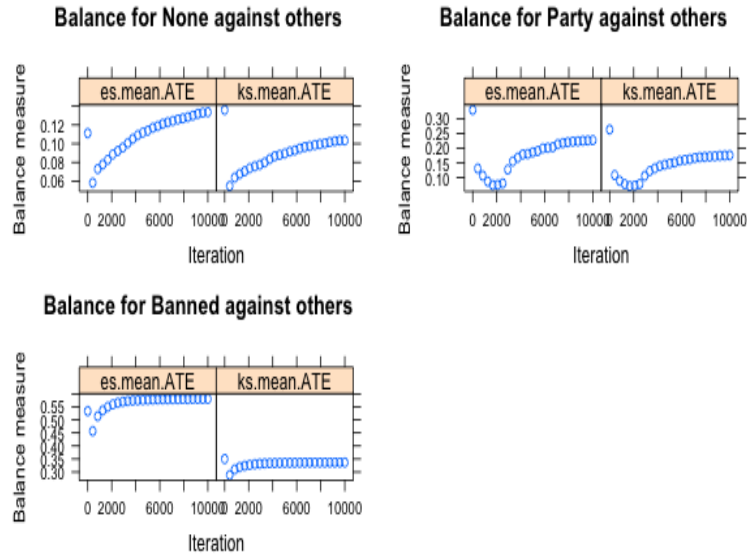 Balance for None against others
es.mean.ATE ks.mean.ATE
Balance measure
0.12
0.10
0.08
0.06
0 2000 6000 10000 2000 6000 10000
Iteration
Balance for Party against others
es.mean.ATE ks.mean.ATE
Balance measure
0.30
0.25
0.20
0.15
0.10
0 2000 6000 10000 2000 6000 10000
Iteration
Balance for Banned against others
es.mean.ATE ks.mean.ATE
Balance measure
0.55
0.50
0.45
0.40
0.35
0.30
0 2000 6000 10000 2000 6000 10000
Iteration